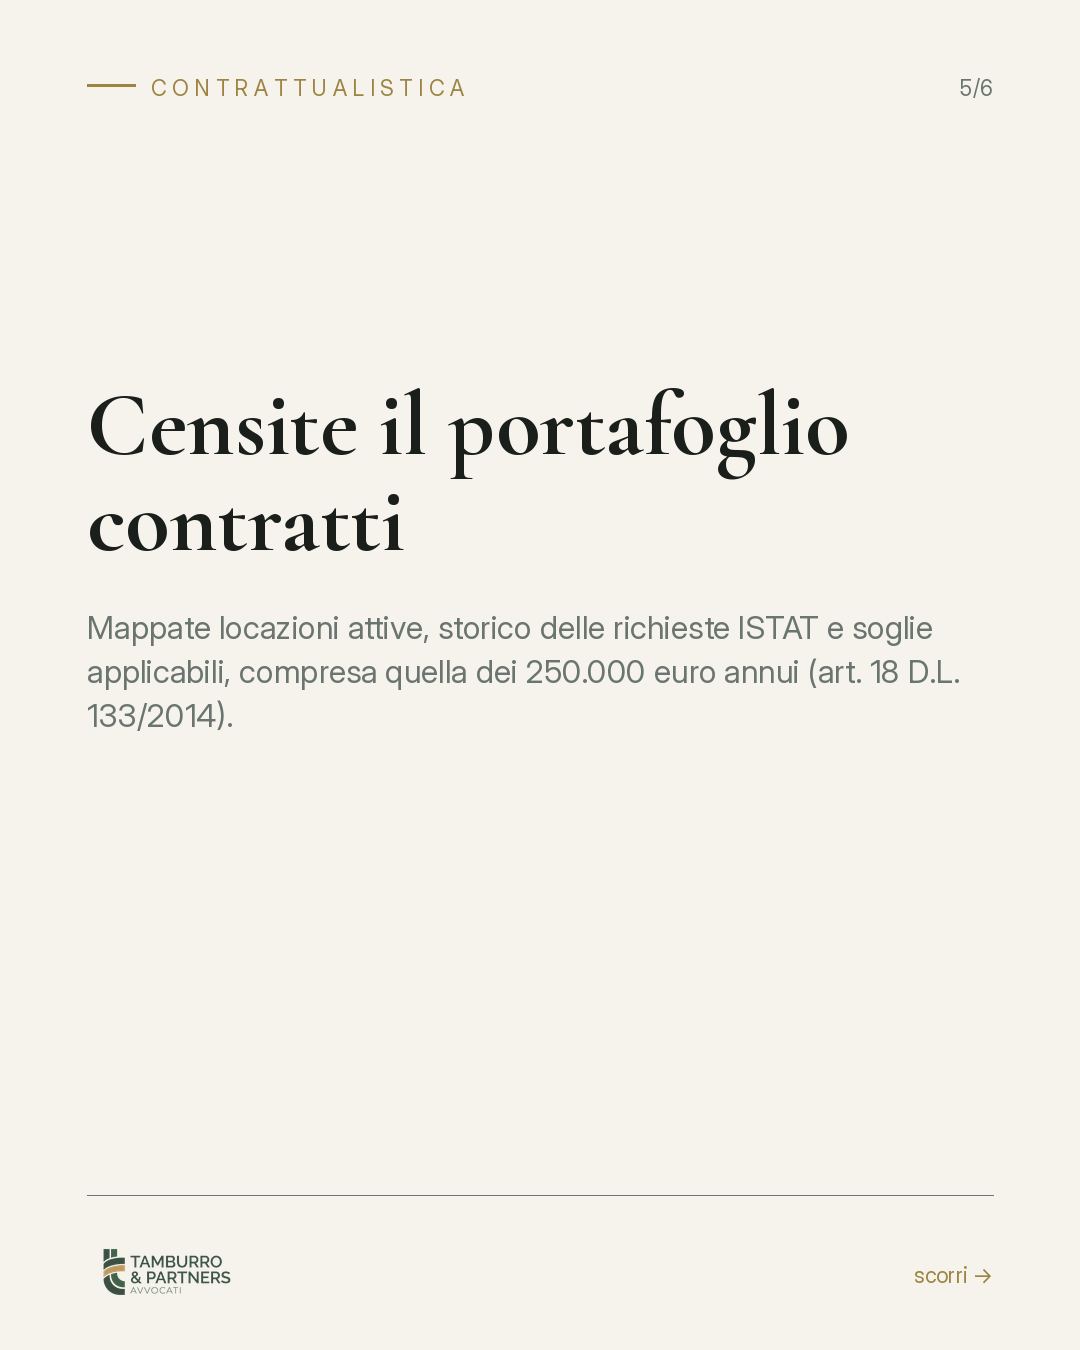 CONTRATTUALISTICA
5/6
Censite il portafoglio
contratti
Mappate locazioni attive, storico delle richieste ISTAT e soglie
applicabili, compresa quella dei 250.000 euro annui (art. 18 D.L.
133/2014).
TAMBURRO
& PARTNERS
AVVOCATI
scorri →